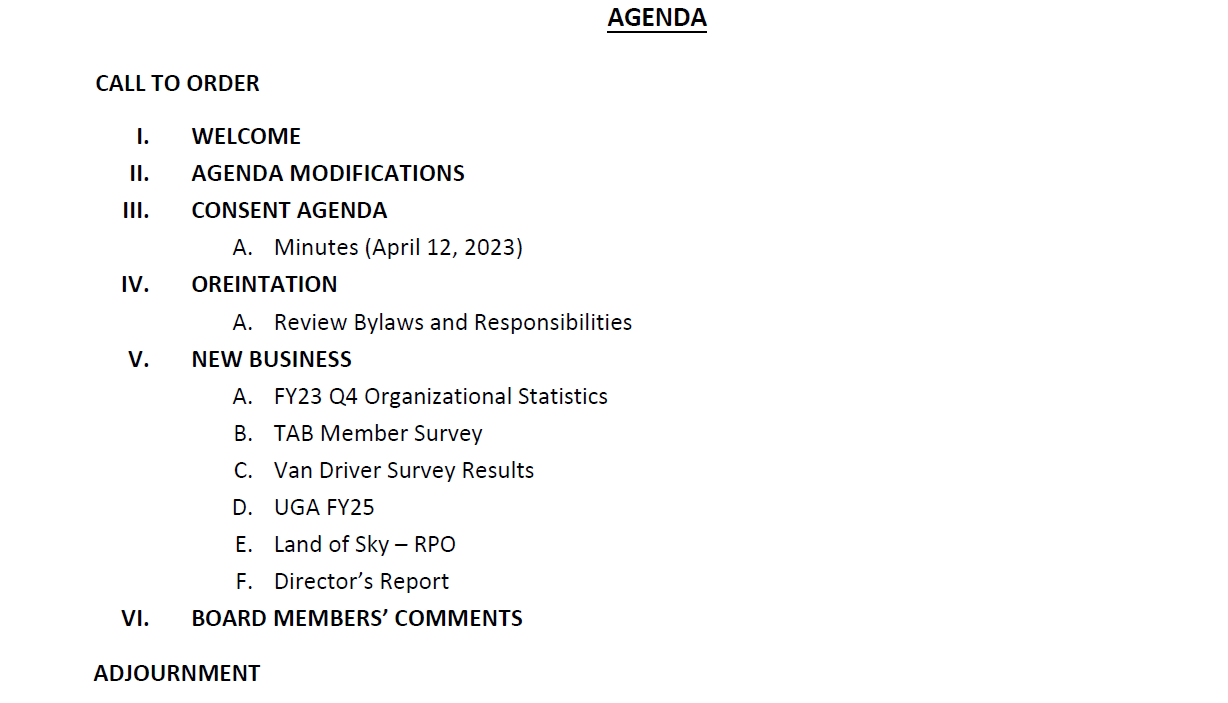 AGENDA
CALL TO ORDER
I. WELCOME
II. AGENDA MODIFICATIONS
III. CONSENT AGENDA
A. Minutes (April 12, 2023)
IV. OREINTATION
A. Review Bylaws and Responsibilities
V. NEW BUSINESS
A. FY23 Q4 Organizational Statistics
B. TAB Member Survey
C. Van Driver Survey Results
D. UGA FY25
E. Land of Sky – RPO
F. Director’s Report
VI. BOARD MEMBERS’ COMMENTS
ADJOURNMENT